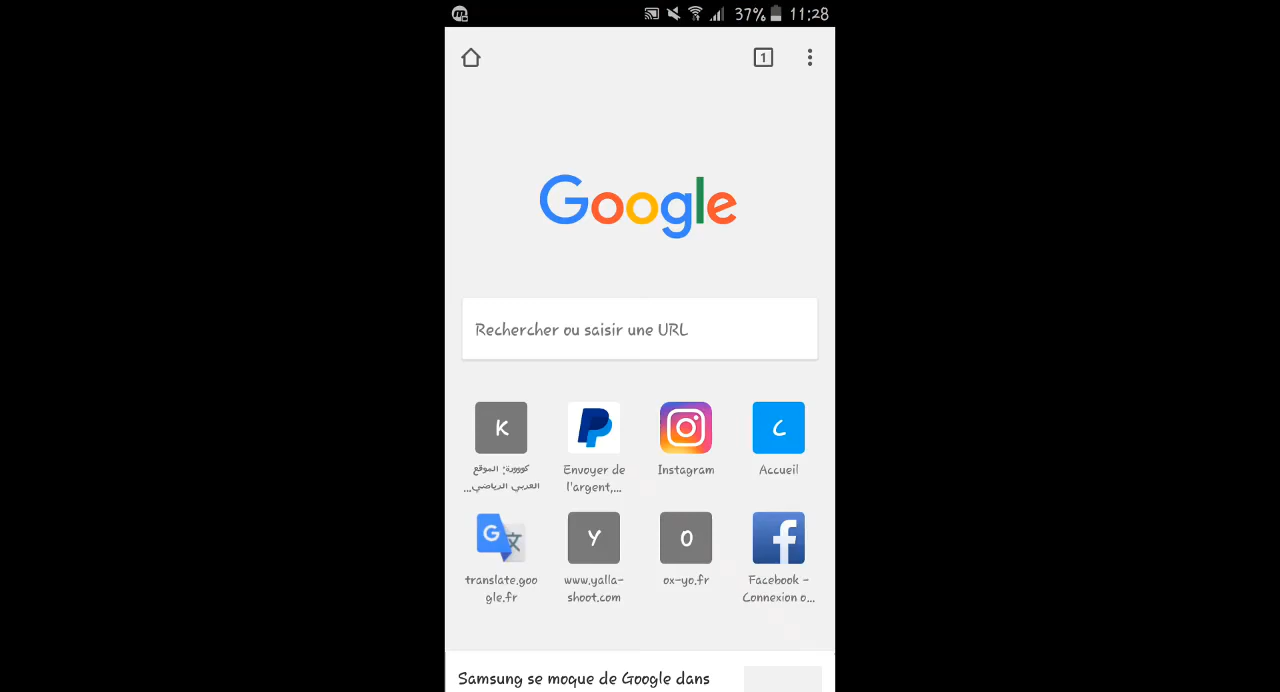 37% 11:28
1
Google
Rechercher ou saisir une URL
K
C
كووورة: الموقع
العربي الرياضي...
Envoyer de
l'argent,...
Instagram
Accueil
G
Y
O
translate.goo
gle.fr
www.yalla-
shoot.com
ox-yo.fr
Facebook -
Connexion o...
Samsung se moque de Google dans